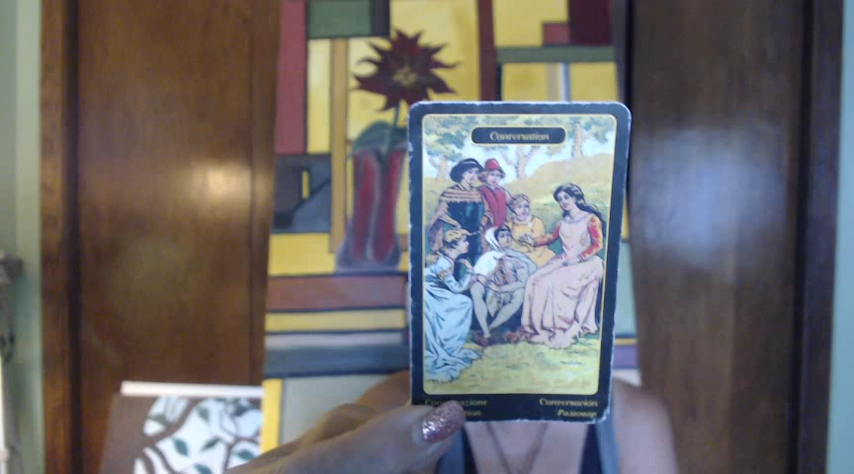 Conversation
Conversazione Conversación
Разговор